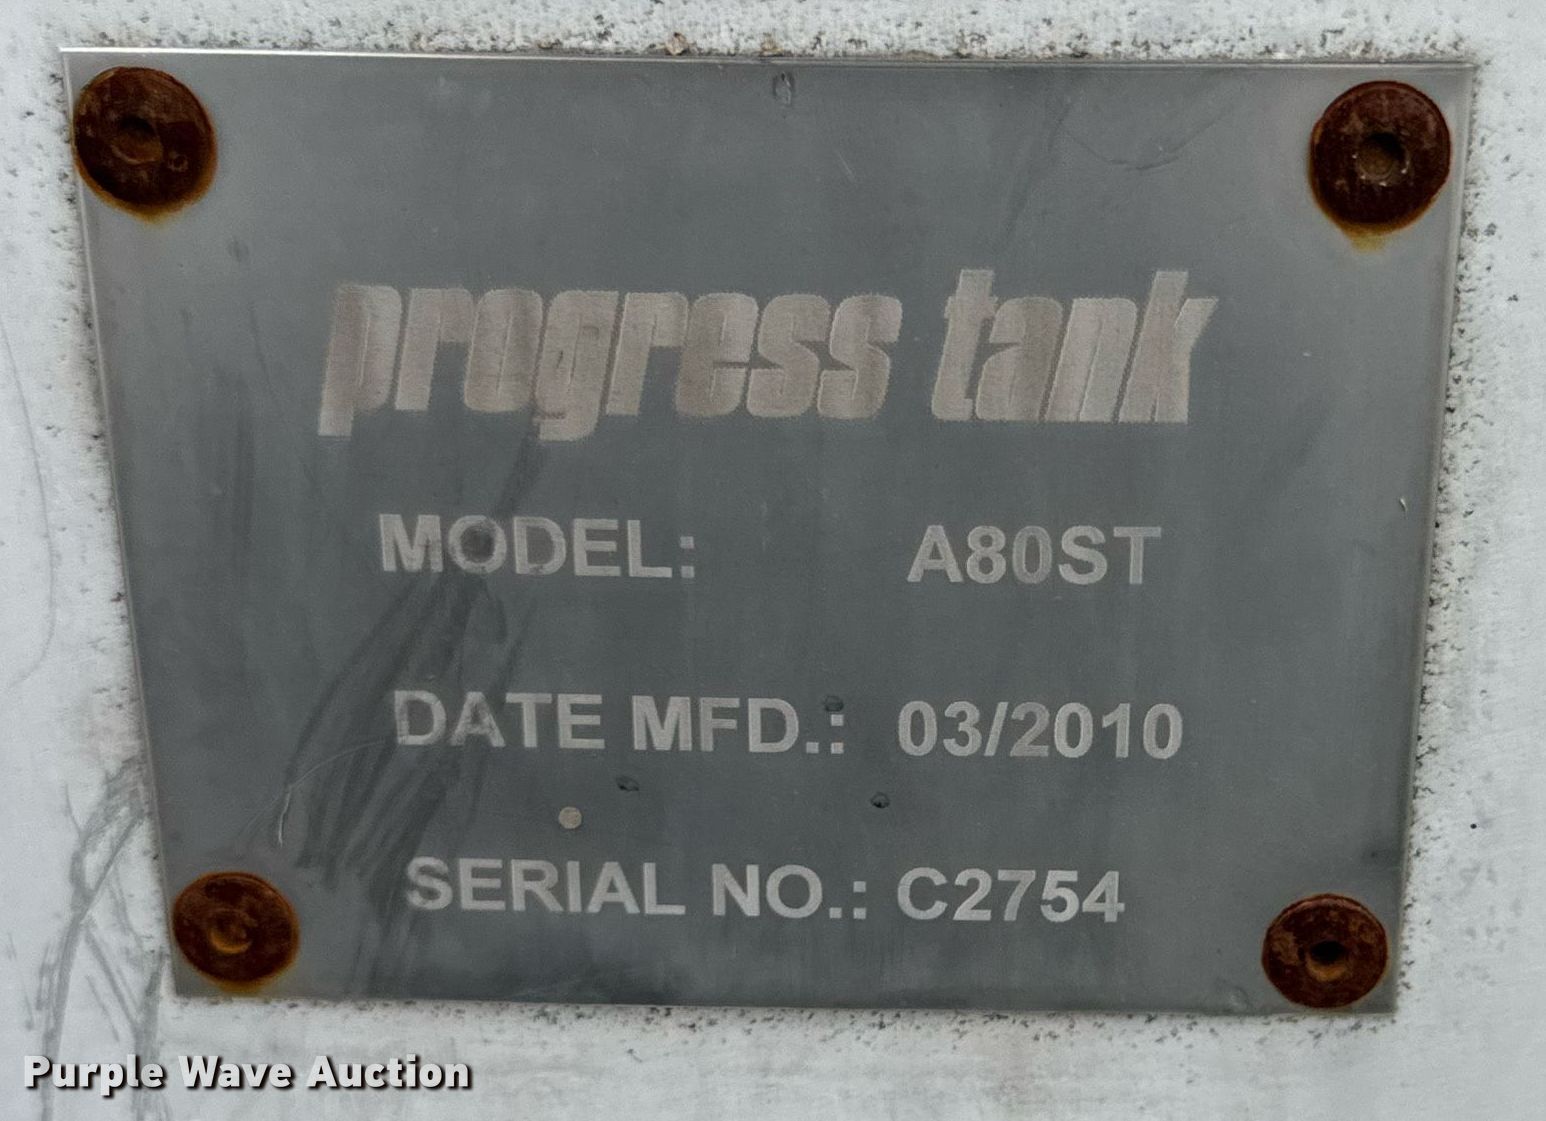 progress tank
MODEL: A80ST
DATE MFD.: 03/2010
SERIAL NO.: C2754
Purple Wave Auction